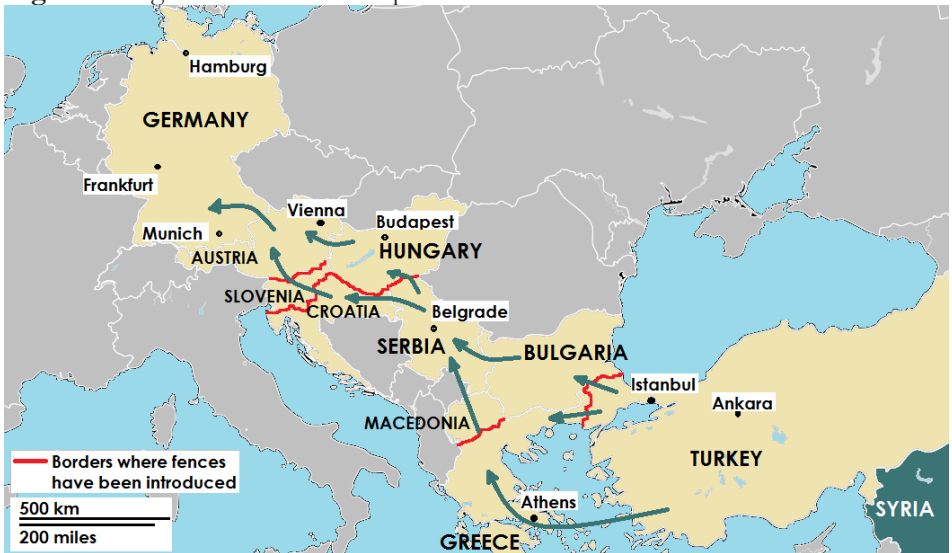 Hamburg
GERMANY
Frankfurt
Vienna
Budapest
Munich
HUNGARY
AUSTRIA
SLOVENIA
CROATIA
Belgrade
SERBIA
BULGARIA
Istanbul
Ankara
MACEDONIA
TURKEY
Borders where fences
have been introduced
500 km
200 miles
Athens
SYRIA
GREECE